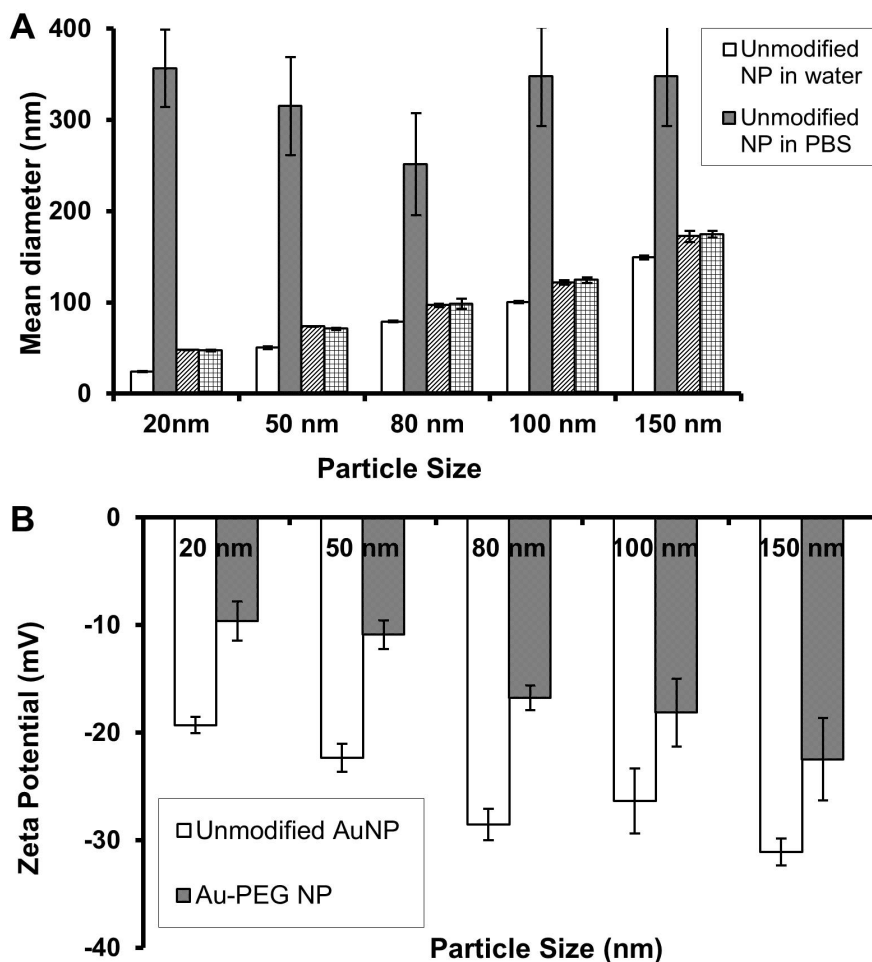 A
Mean diameter (nm)
400
300
200
100
0
20nm 50 nm 80 nm 100 nm 150 nm
Particle Size
Unmodified
NP in water
Unmodified
NP in PBS
B
Zeta Potential (mV)
0
-10
-20
-30
-40
20 nm 50 nm 80 nm 100 nm 150 nm
Unmodified AuNP
Au-PEG NP
Particle Size (nm)